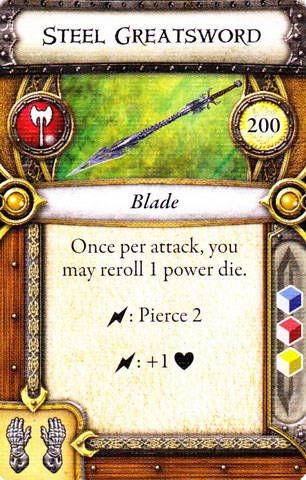 STEEL GREATSWORD
200
Blade
Once per attack, you
may reroll 1 power die.
: Pierce 2
: +1